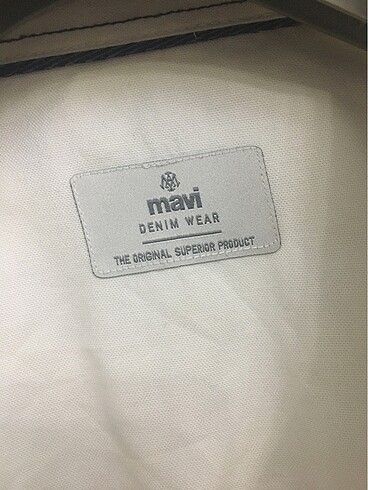 mavi
DENIM WEAR
THE ORIGINAL SUPERIOR PRODUCT